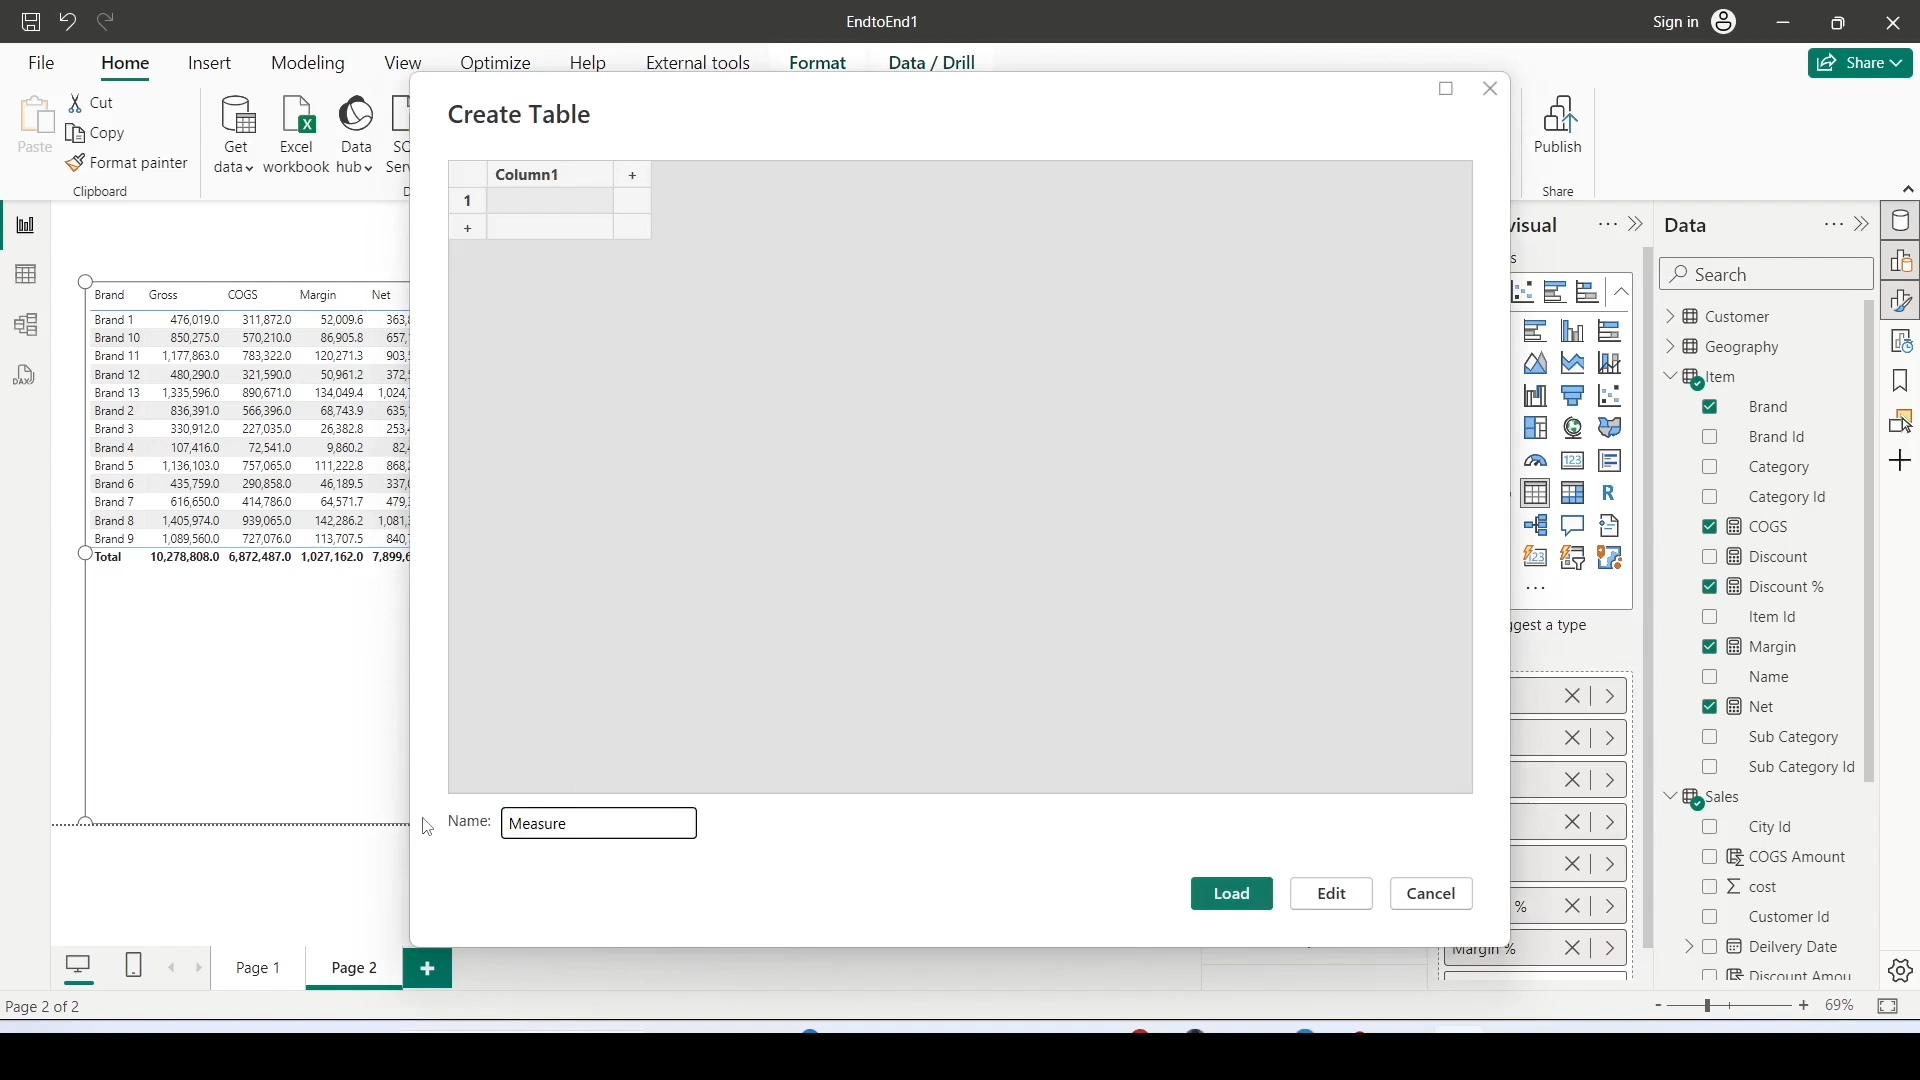 EndtoEnd1
Sign in
File Home Insert Modeling View Optimize Help External tools Format Data / Drill
Share
Paste
Cut
Copy
Format painter
Clipboard
Get data
Excel workbook
Data hub
Publish
Share
Create Table
Column1 +
1
+
Name: Measure
Load Edit Cancel
Brand Gross COGS Margin Net
Brand 1 476,019.0 311,872.0 52,009.6
Brand 10 850,275.0 570,210.0 86,905.8
Brand 11 1,177,863.0 783,322.0 120,271.3
Brand 12 480,290.0 321,590.0 50,961.2
Brand 13 1,335,596.0 890,671.0 134,049.4
Brand 2 836,391.0 566,396.0 68,743.9
Brand 3 330,912.0 227,035.0 26,382.8
Brand 4 107,416.0 72,541.0 9,860.2
Brand 5 1,136,103.0 757,065.0 111,222.8
Brand 6 435,759.0 290,858.0 46,189.5
Brand 7 616,650.0 414,786.0 64,571.7
Brand 8 1,405,974.0 939,065.0 142,286.2
Brand 9 1,089,560.0 727,076.0 113,707.5
Total 10,278,808.0 6,872,487.0 1,027,162.0
visual
gest a type
%
Margin %
Data
Search
Customer
Geography
Item
Brand
Brand Id
Category
Category Id
COGS
Discount
Discount %
Item Id
Margin
Name
Net
Sub Category
Sub Category Id
Sales
City Id
COGS Amount
cost
Customer Id
Deilvery Date
Discount Amou
Page 1
Page 2
+
Page 2 of 2
- + 69%